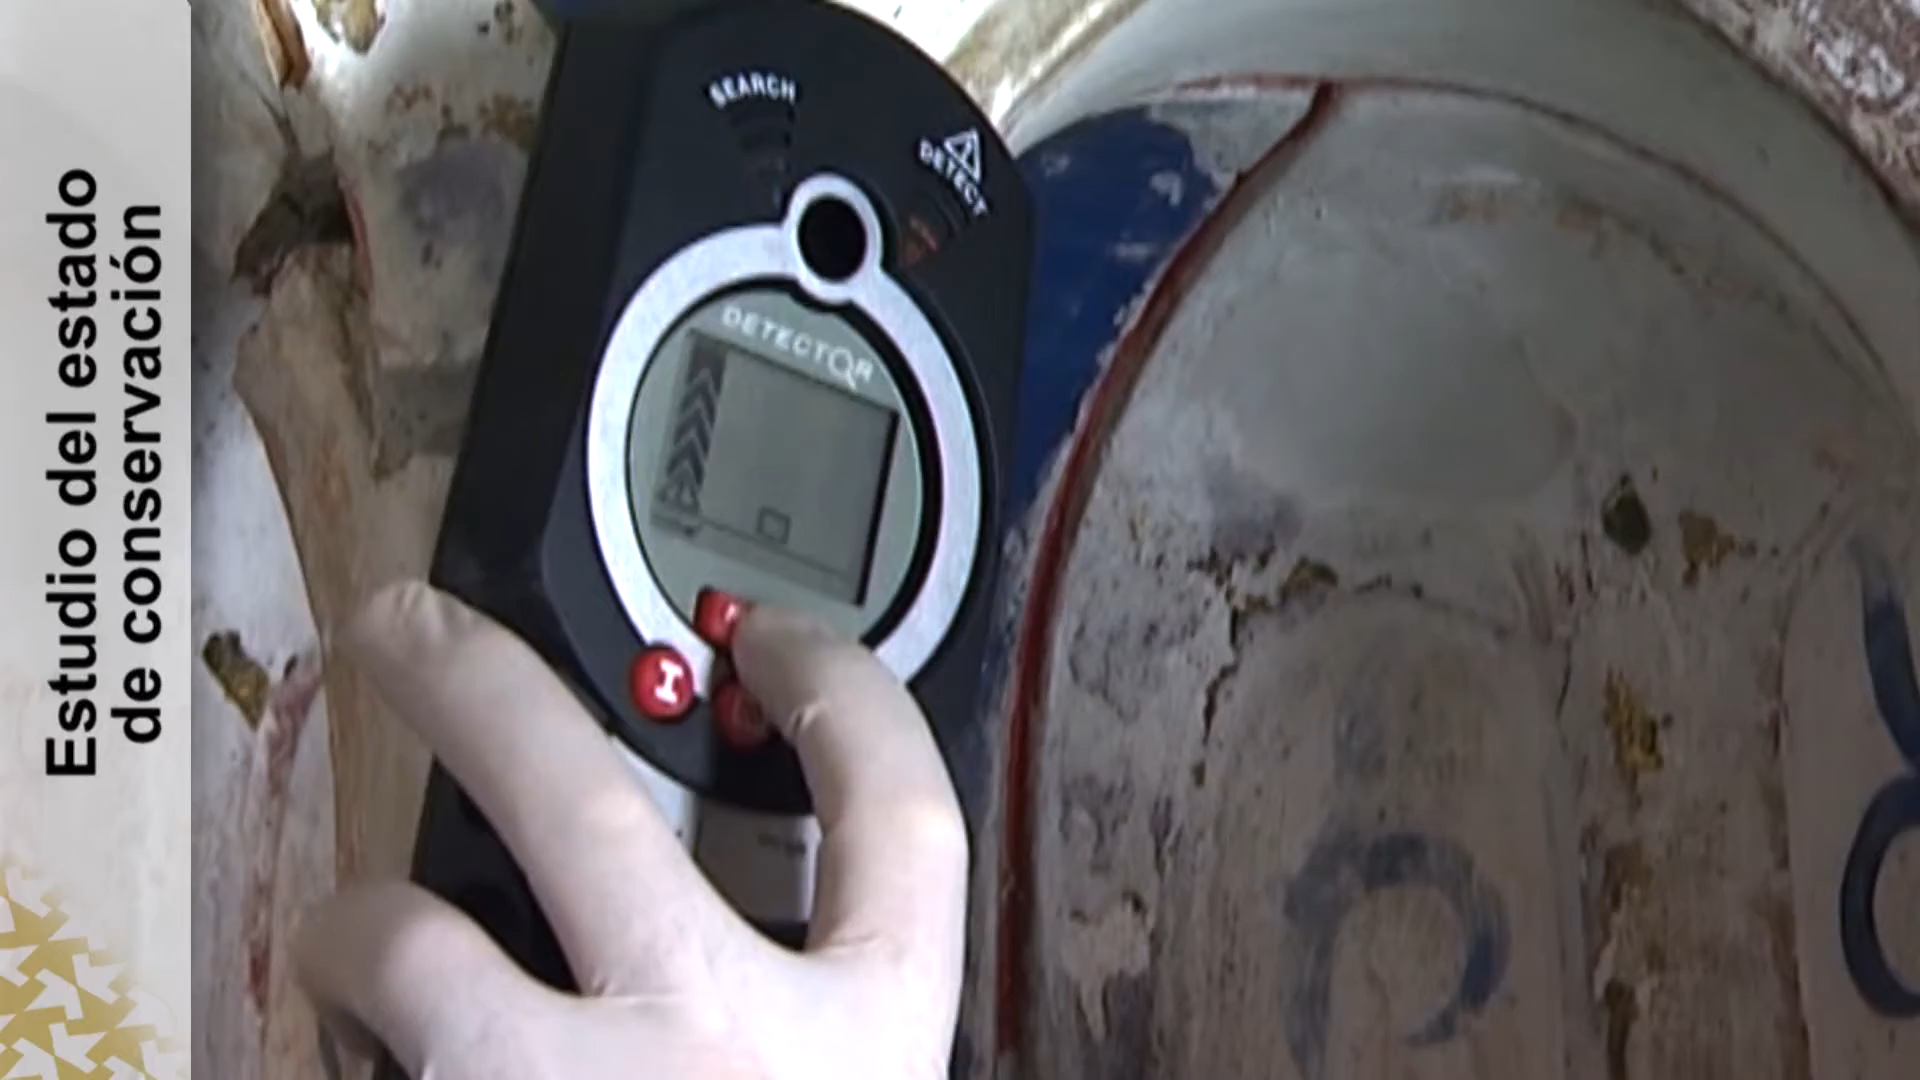 Estudio del estado
de conservación
SEARCH
DETECT
DETECTOR
I